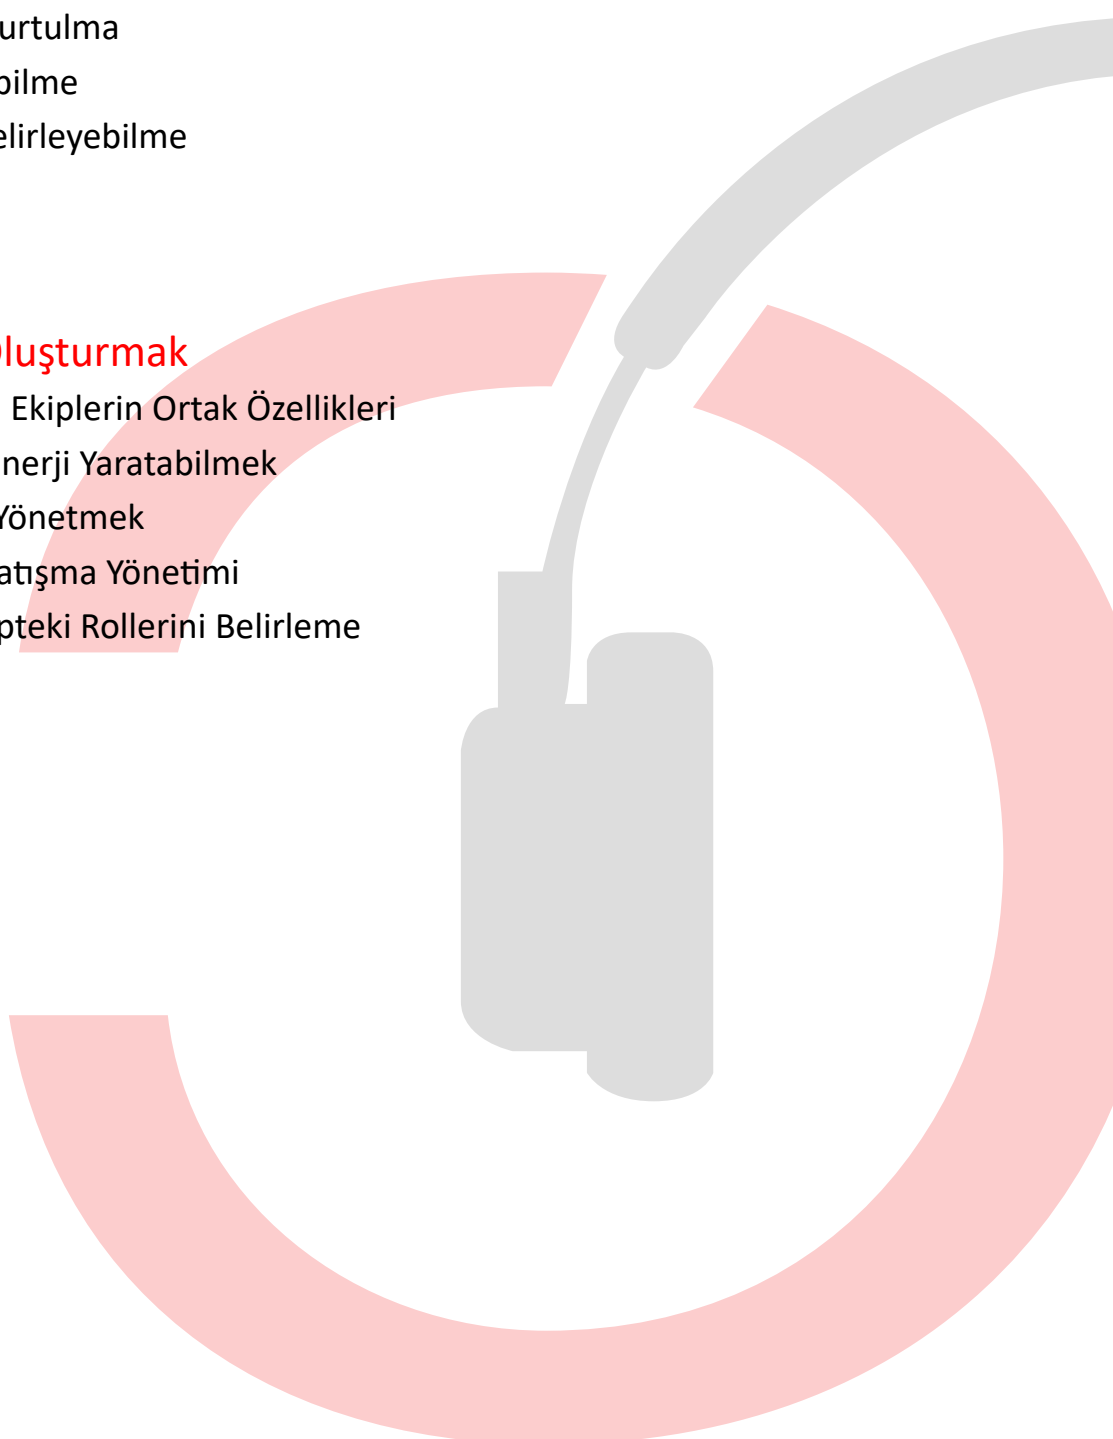 urtulma
bilme
elirleyebilme
Oluşturmak
Ekiplerin Ortak Özellikleri
nerji Yaratabilmek
Yönetmek
atışma Yönetimi
pteki Rollerini Belirleme